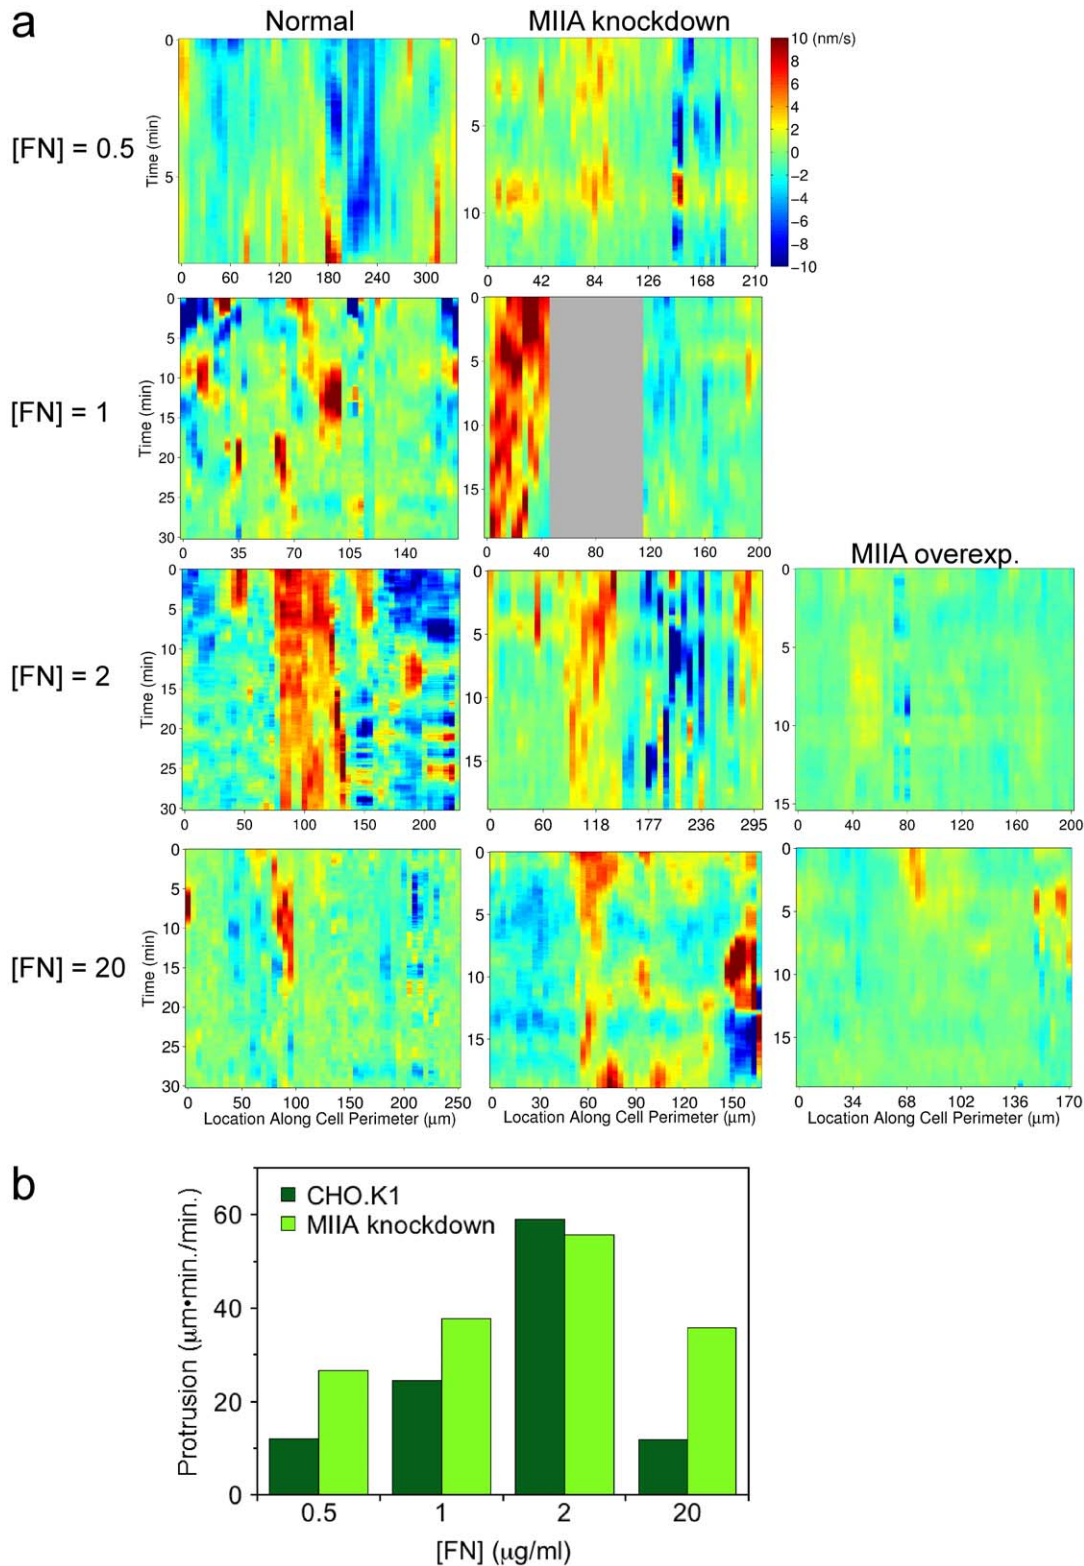 a
Normal
MIIA knockdown
10 (nm/s)
8
6
4
2
0
−2
−4
−6
−8
−10
[FN] = 0.5
Time (min)
0
5
0 60 120 180 240 300
0
5
10
0 42 84 126 168 210
[FN] = 1
Time (min)
0
5
10
15
20
25
30
0 35 70 105 140
0
5
10
15
0 40 80 120 160 200
MIIA overexp.
[FN] = 2
Time (min)
0
5
10
15
20
25
30
0 50 100 150 200
0
5
10
15
0 60 118 177 236 295
0
5
10
15
0 40 80 120 160 200
[FN] = 20
Time (min)
0
5
10
15
20
25
30
0 50 100 150 200 250
Location Along Cell Perimeter (μm)
0
5
10
15
0 30 60 90 110 150
Location Along Cell Perimeter (μm)
0
5
10
15
0 34 68 102 136 170
Location Along Cell Perimeter (μm)
b
CHO.K1
MIIA knockdown
Protrusion (μm•min./min.)
60
40
20
0
0.5 1 2 20
[FN] (μg/ml)